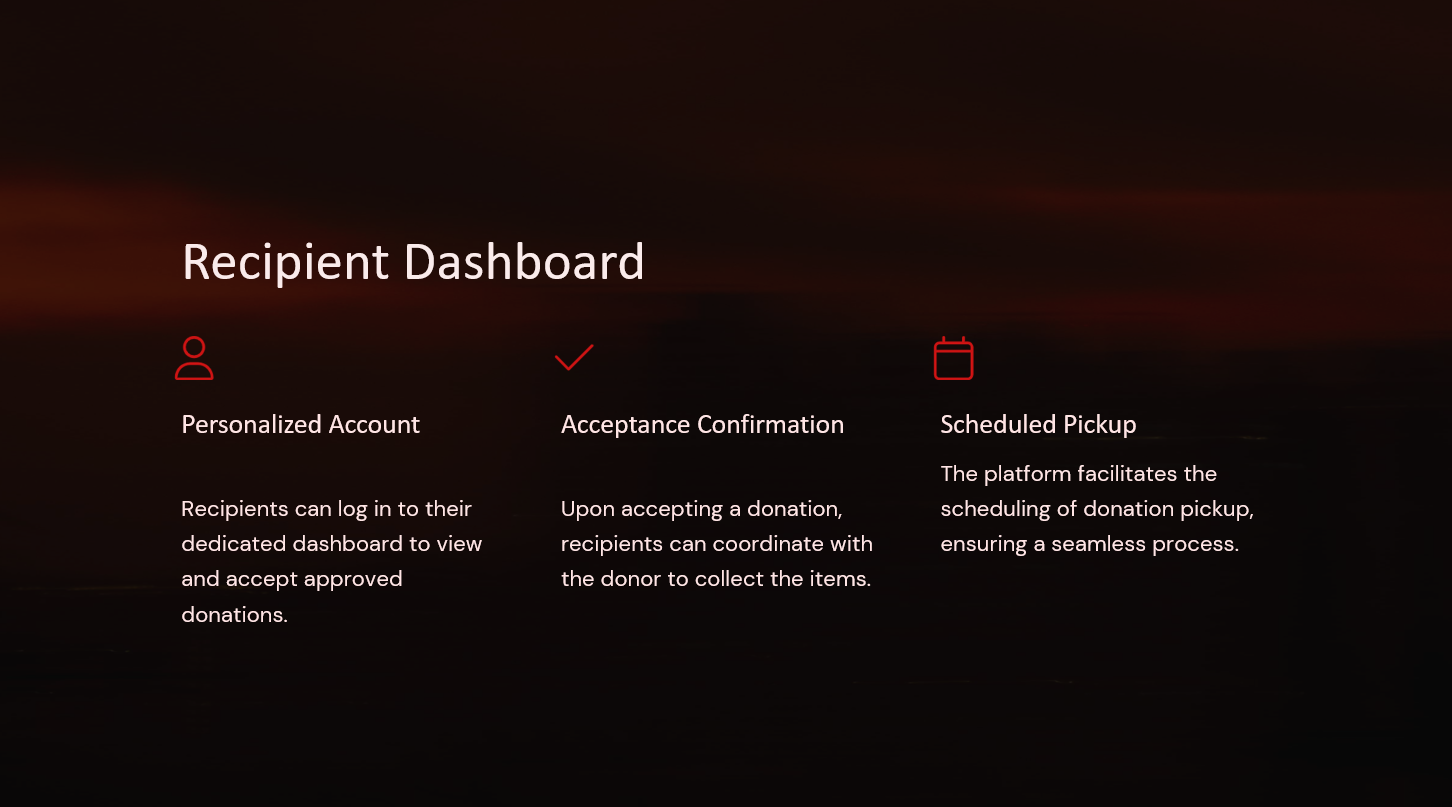 Recipient Dashboard
Personalized Account
Recipients can log in to their
dedicated dashboard to view
and accept approved
donations.
Acceptance Confirmation
Upon accepting a donation,
recipients can coordinate with
the donor to collect the items.
Scheduled Pickup
The platform facilitates the
scheduling of donation pickup,
ensuring a seamless process.